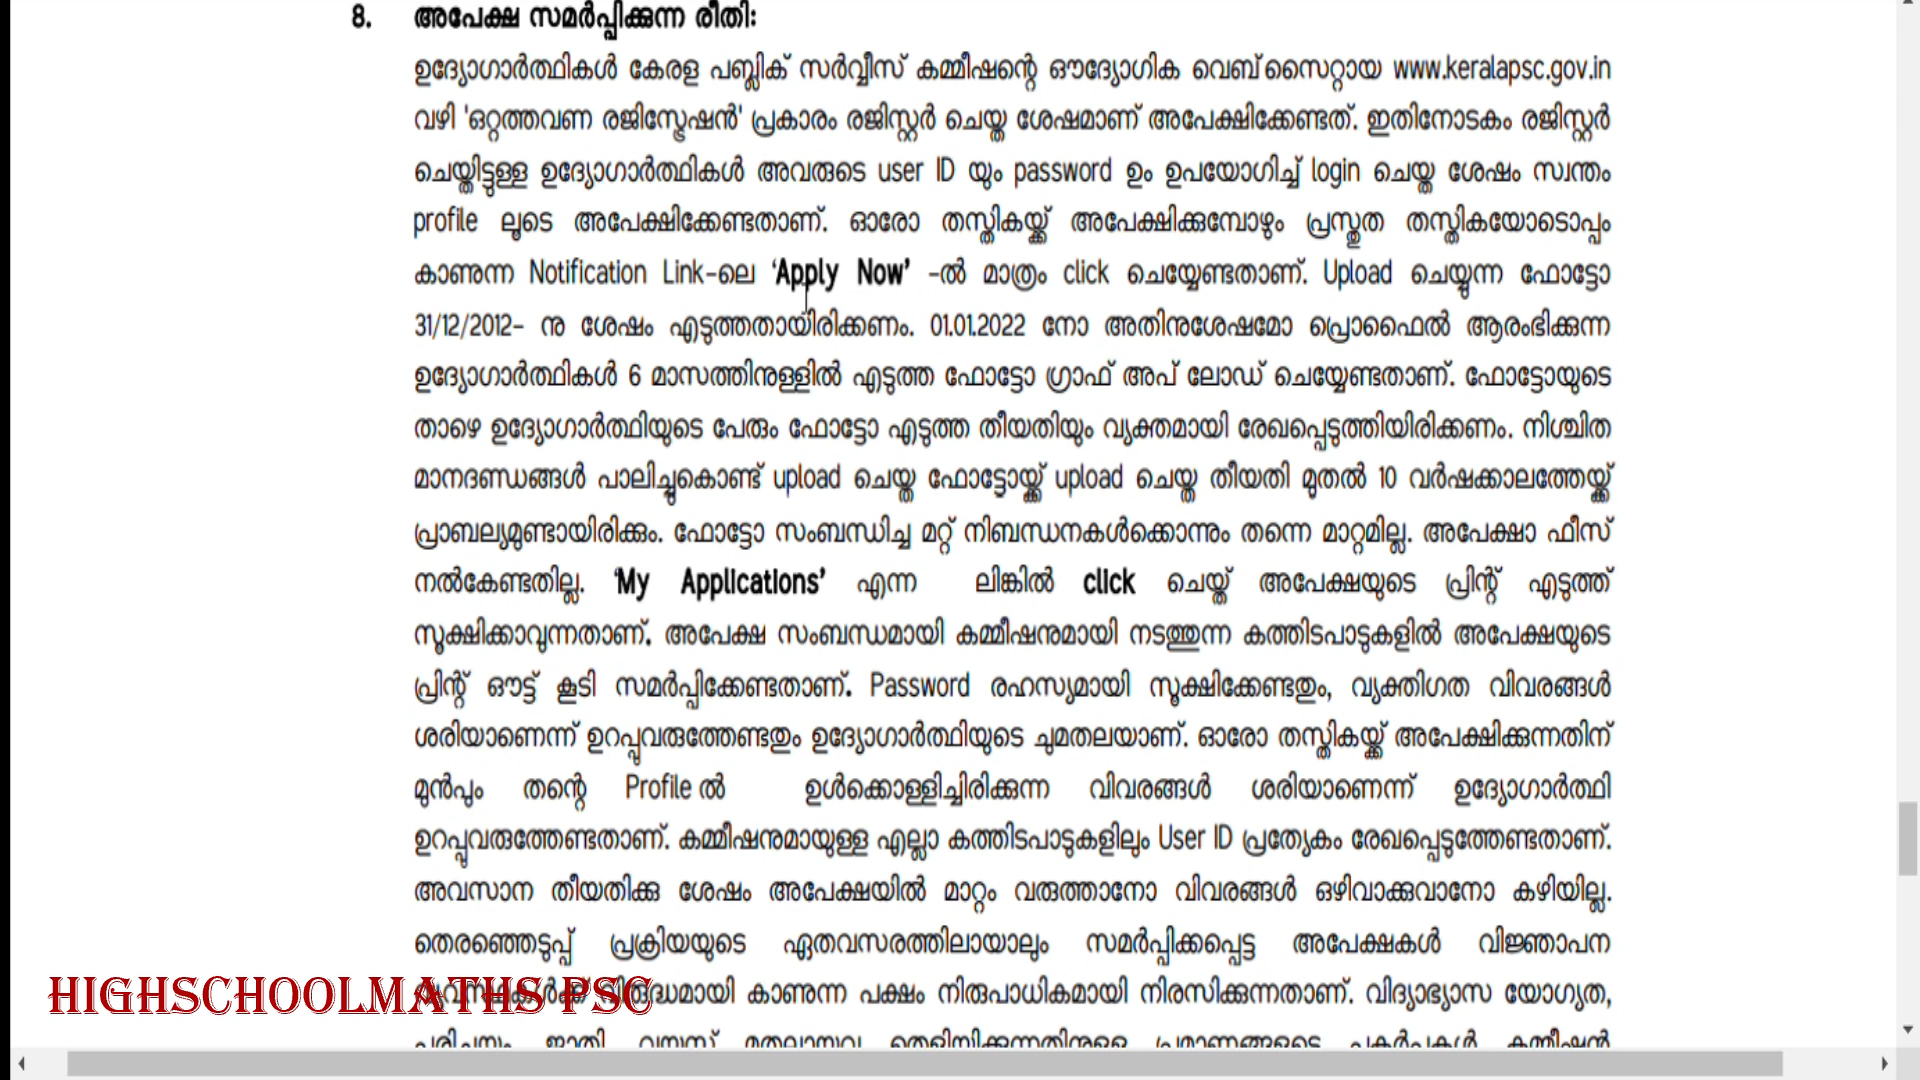 8. അപേക്ഷ സമർപ്പിക്കുന്ന രീതി:
ഉദ്യോഗാർത്ഥികൾ കേരള പബ്ലിക് സർവ്വീസ് കമ്മീഷന്റെ ഔദ്യോഗിക വെബ്സൈറ്റായ www.keralapsc.gov.in
വഴി 'ഒറ്റത്തവണ രജിസ്ട്രേഷൻ' പ്രകാരം രജിസ്റ്റർ ചെയ്ത ശേഷമാണ് അപേക്ഷിക്കേണ്ടത്. ഇതിനോടകം രജിസ്റ്റർ
ചെയ്തിട്ടുള്ള ഉദ്യോഗാർത്ഥികൾ അവരുടെ user ID യും password ഉം ഉപയോഗിച്ച് login ചെയ്ത ശേഷം സ്വന്തം
profile ലൂടെ അപേക്ഷിക്കേണ്ടതാണ്. ഓരോ തസ്തികയ്ക്ക് അപേക്ഷിക്കുമ്പോഴും പ്രസ്തുത തസ്തികയോടൊപ്പം
കാണുന്ന Notification Link-ലെ ‘Apply Now’ -ൽ മാത്രം click ചെയ്യേണ്ടതാണ്. Upload ചെയ്യുന്ന ഫോട്ടോ
31/12/2012- നു ശേഷം എടുത്തതായിരിക്കണം. 01.01.2022 നോ അതിനുശേഷമോ പ്രൊഫൈൽ ആരംഭിക്കുന്ന
ഉദ്യോഗാർത്ഥികൾ 6 മാസത്തിനുള്ളിൽ എടുത്ത ഫോട്ടോ ഗ്രാഫ് അപ് ലോഡ് ചെയ്യേണ്ടതാണ്. ഫോട്ടോയുടെ
താഴെ ഉദ്യോഗാർത്ഥിയുടെ പേരും ഫോട്ടോ എടുത്ത തീയതിയും വ്യക്തമായി രേഖപ്പെടുത്തിയിരിക്കണം. നിശ്ചിത
മാനദണ്ഡങ്ങൾ പാലിച്ചുകൊണ്ട് upload ചെയ്ത ഫോട്ടോയ്ക്ക് upload ചെയ്ത തീയതി മുതൽ 10 വർഷക്കാലത്തേയ്ക്ക്
പ്രാബല്യമുണ്ടായിരിക്കും. ഫോട്ടോ സംബന്ധിച്ച മറ്റ് നിബന്ധനകൾക്കൊന്നും തന്നെ മാറ്റമില്ല. അപേക്ഷാ ഫീസ്
നൽകേണ്ടതില്ല. ‘My Applications’ എന്ന ലിങ്കിൽ click ചെയ്ത് അപേക്ഷയുടെ പ്രിന്റ് എടുത്ത്
സൂക്ഷിക്കാവുന്നതാണ്. അപേക്ഷ സംബന്ധമായി കമ്മീഷനുമായി നടത്തുന്ന കത്തിടപാടുകളിൽ അപേക്ഷയുടെ
പ്രിന്റ് ഔട്ട് കൂടി സമർപ്പിക്കേണ്ടതാണ്. Password രഹസ്യമായി സൂക്ഷിക്കേണ്ടതും, വ്യക്തിഗത വിവരങ്ങൾ
ശരിയാണെന്ന് ഉറപ്പുവരുത്തേണ്ടതും ഉദ്യോഗാർത്ഥിയുടെ ചുമതലയാണ്. ഓരോ തസ്തികയ്ക്ക് അപേക്ഷിക്കുന്നതിന്
മുൻപും തന്റെ Profile ൽ ഉൾക്കൊള്ളിച്ചിരിക്കുന്ന വിവരങ്ങൾ ശരിയാണെന്ന് ഉദ്യോഗാർത്ഥി
ഉറപ്പുവരുത്തേണ്ടതാണ്. കമ്മീഷനുമായുള്ള എല്ലാ കത്തിടപാടുകളിലും User ID പ്രത്യേകം രേഖപ്പെടുത്തേണ്ടതാണ്.
അവസാന തീയതിക്കു ശേഷം അപേക്ഷയിൽ മാറ്റം വരുത്താനോ വിവരങ്ങൾ ഒഴിവാക്കുവാനോ കഴിയില്ല.
തെരഞ്ഞെടുപ്പ് പ്രക്രിയയുടെ ഏതവസരത്തിലായാലും സമർപ്പിക്കപ്പെട്ട അപേക്ഷകൾ വിജ്ഞാപന
കാണുന്ന പക്ഷം നിരുപാധികമായി നിരസിക്കുന്നതാണ്. വിദ്യാഭ്യാസ യോഗ്യത,
HIGHSCHOOLMATHS PSC